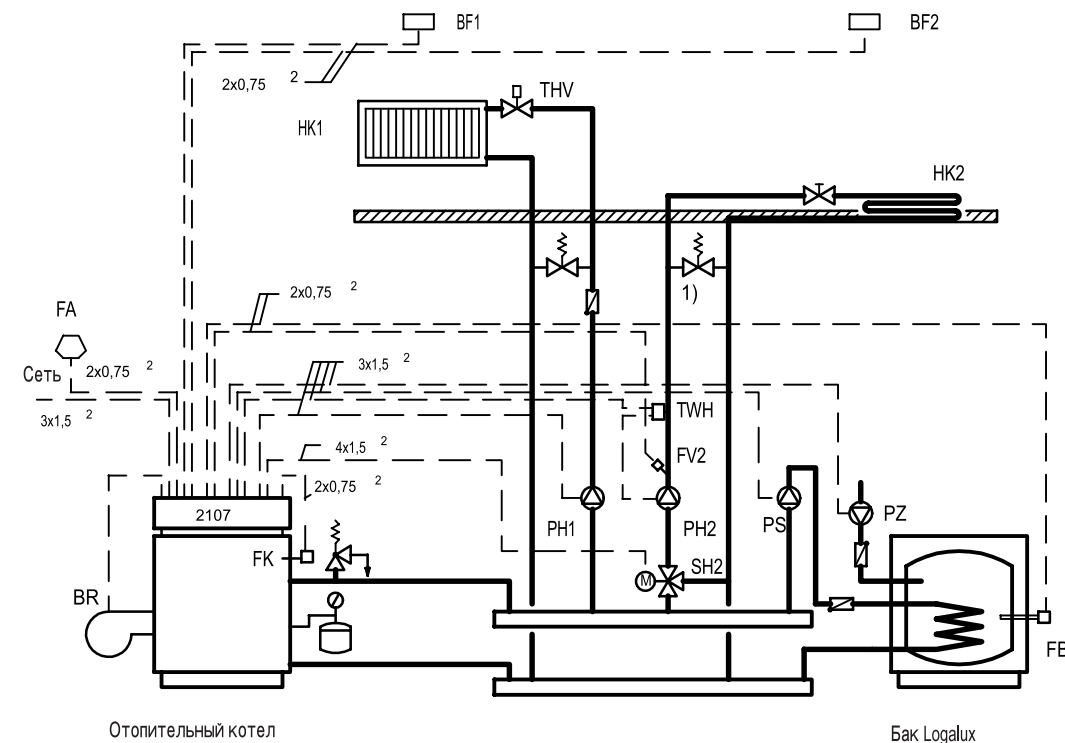 BF1
BF2
2x0,75 2
THV
HK1
HK2
1)
2x0,75 2
FA
Сеть
2x0,75 2
3x1,5 2
3x1,5 2
TWH
4x1,5 2
FV2
2x0,75 2
2107
PH1
PH2
PS
PZ
FK
SH2
M
BR
FB
Отопительный котел
Бак Logalux